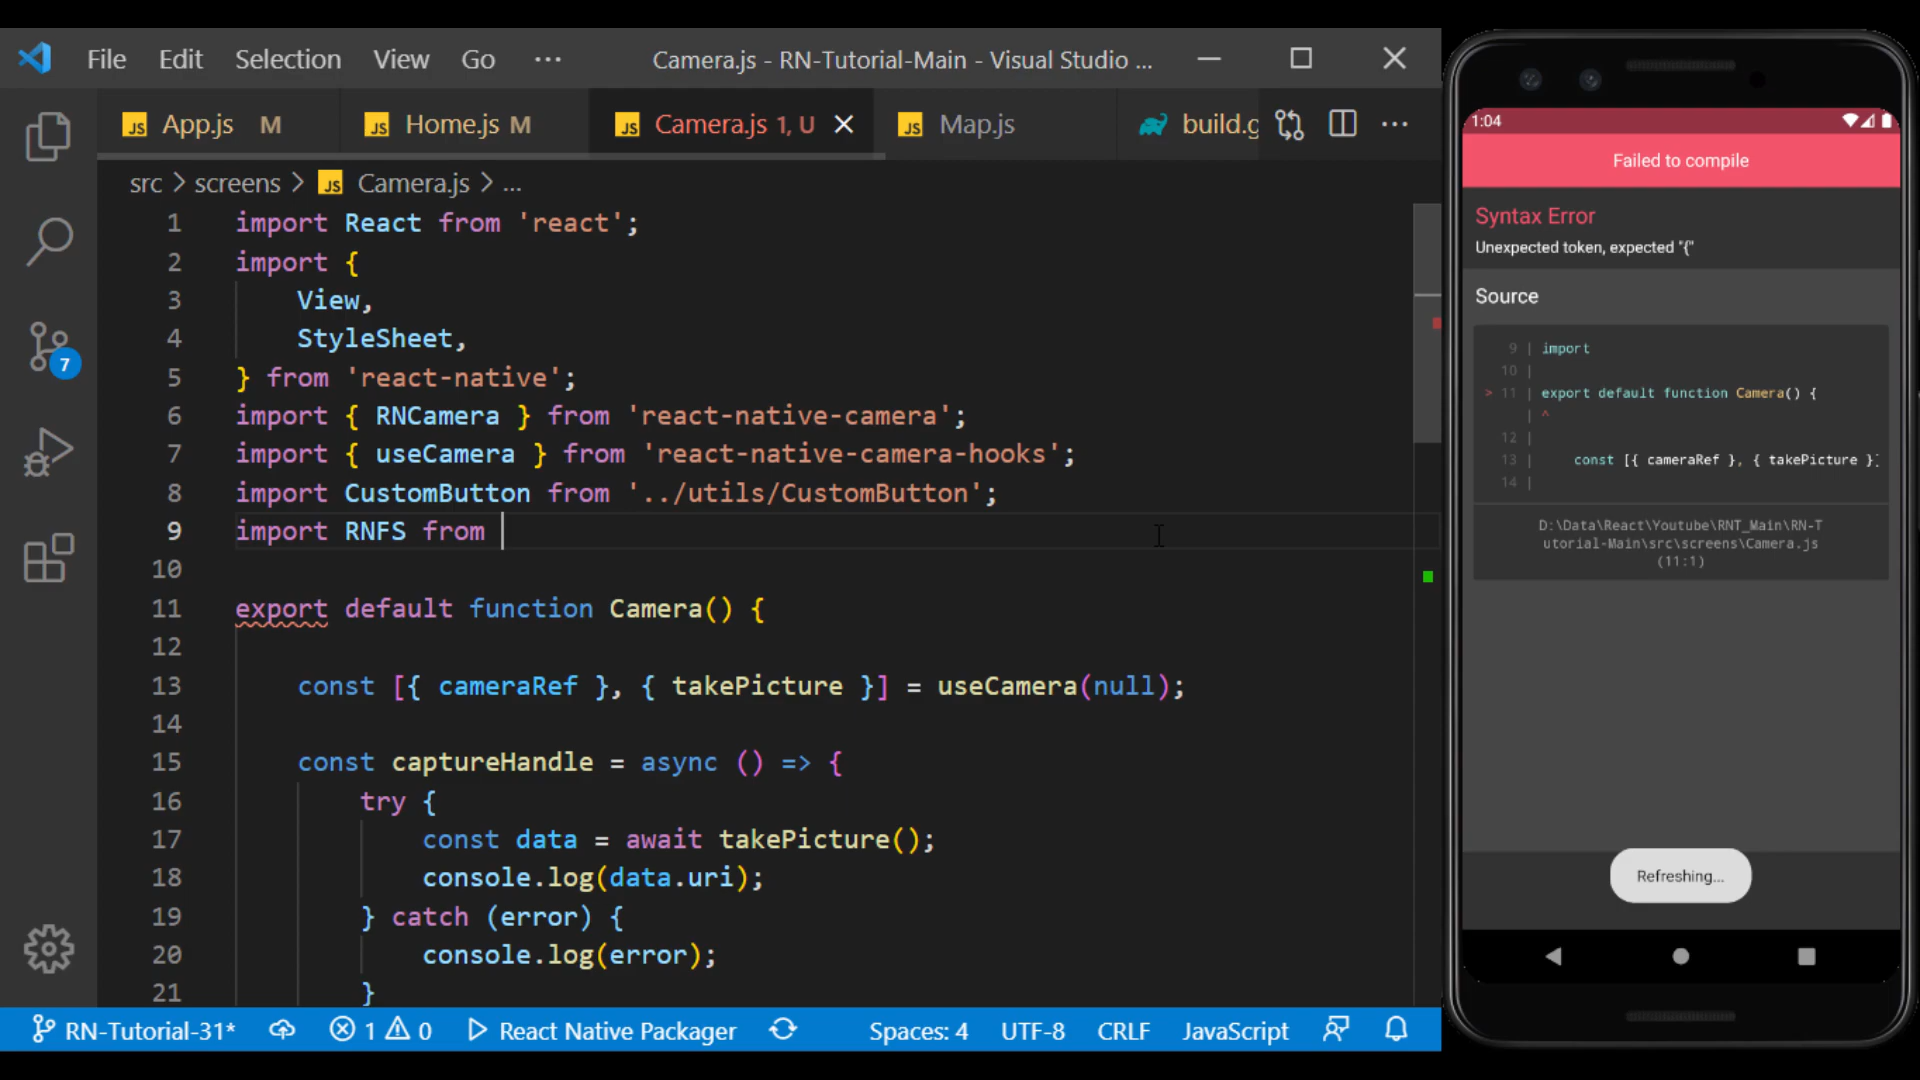 File Edit Selection View Go ··· Camera.js - RN-Tutorial-Main - Visual Studio ...
JS App.js M JS Home.js M JS Camera.js 1, U JS Map.js build.g
src > screens > JS Camera.js > ...
1 import React from 'react';
2 import {
3 View,
4 StyleSheet,
5 } from 'react-native';
6 import { RNCamera } from 'react-native-camera';
7 import { useCamera } from 'react-native-camera-hooks';
8 import CustomButton from '../utils/CustomButton';
9 import RNFS from
10
11 export default function Camera() {
12
13 const [{ cameraRef }, { takePicture }] = useCamera(null);
14
15 const captureHandle = async () => {
16 try {
17 const data = await takePicture();
18 console.log(data.uri);
19 } catch (error) {
20 console.log(error);
21 }
7
RN-Tutorial-31* 1 0 React Native Packager Spaces: 4 UTF-8 CRLF JavaScript
1:04
Failed to compile
Syntax Error
Unexpected token, expected "{"
Source
9 | import
10 |
> 11 | export default function Camera() {
| ^
12 |
13 | const [{ cameraRef }, { takePicture }]
14 |
D:\Data\React\Youtube\RNT_Main\RN-T
utorial-Main\src\screens\Camera.js
(11:1)
Refreshing...